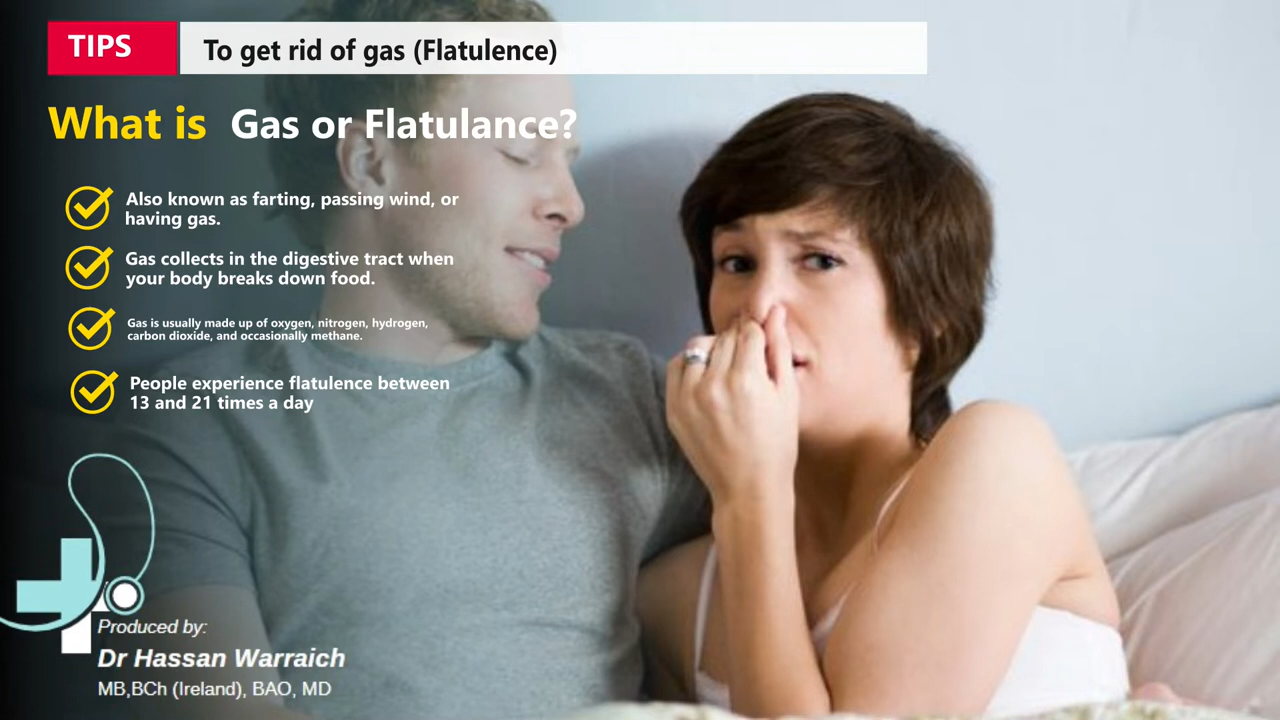 TIPS
To get rid of gas (Flatulence)
What is Gas or Flatulance?
Also known as farting, passing wind, or
having gas.
Gas collects in the digestive tract when
your body breaks down food.
Gas is usually made up of oxygen, nitrogen, hydrogen,
carbon dioxide, and occasionally methane.
People experience flatulence between
13 and 21 times a day
Produced by:
Dr Hassan Warraich
MB,BCh (Ireland), BAO, MD